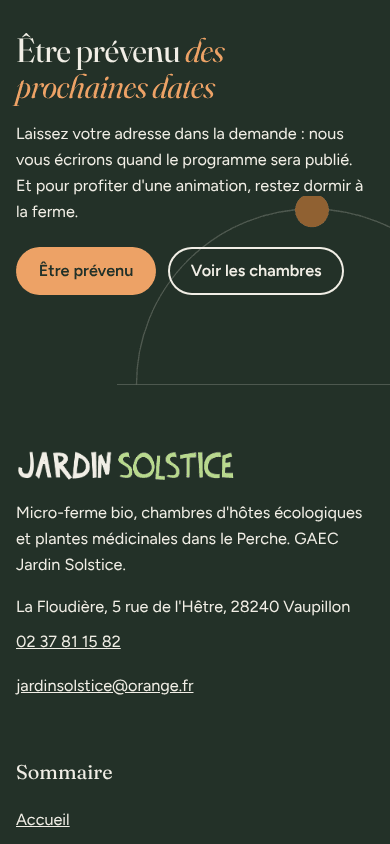 Être prévenu des
prochaines dates
Laissez votre adresse dans la demande : nous
vous écrirons quand le programme sera publié.
Et pour profiter d'une animation, restez dormir à
la ferme.
Être prévenu
Voir les chambres
JARDIN SOLSTICE
Micro-ferme bio, chambres d'hôtes écologiques
et plantes médicinales dans le Perche. GAEC
Jardin Solstice.
La Floudière, 5 rue de l'Hêtre, 28240 Vaupillon
02 37 81 15 82
jardinsolstice@orange.fr
Sommaire
Accueil